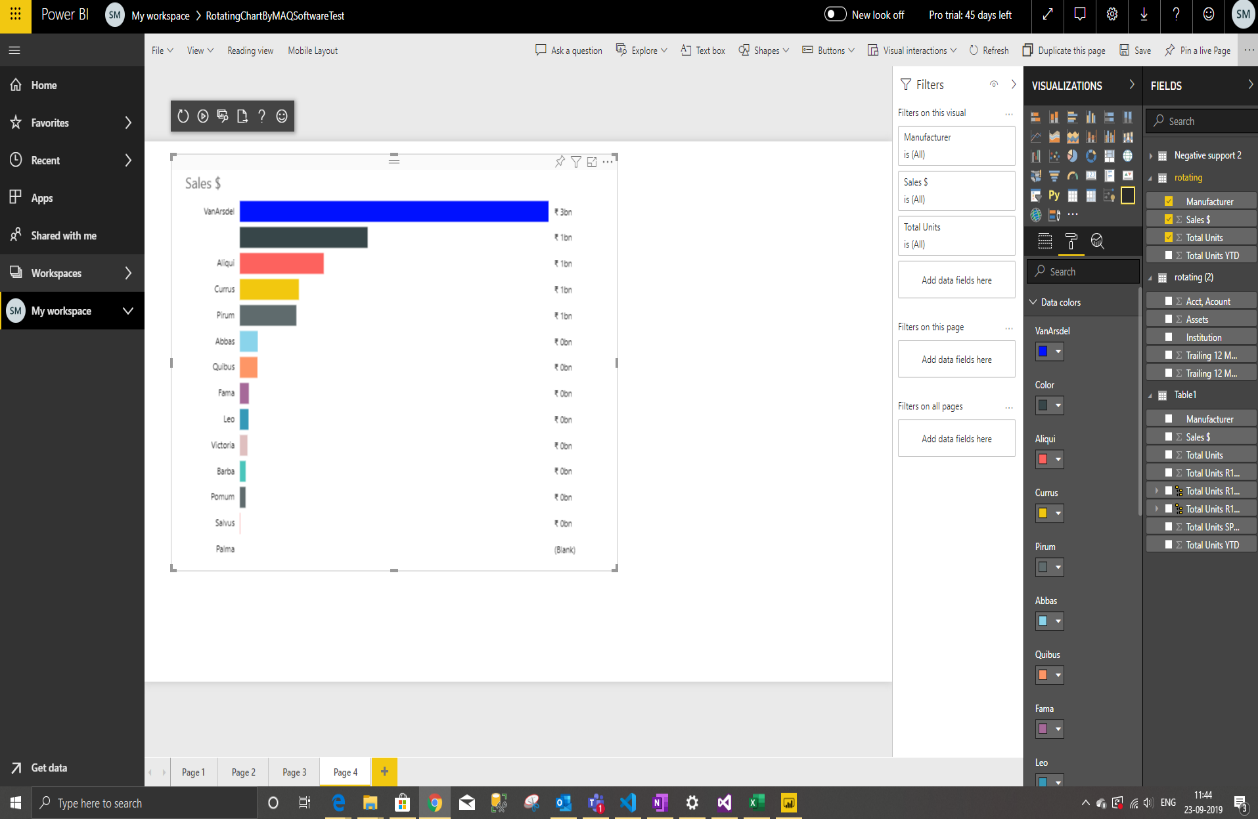 Power BI
SM
My workspace > RotatingChartByMAQSoftwareTest
New look off
Pro trial: 45 days left
?
SM
File
View
Reading view
Mobile Layout
Ask a question
Explore
Text box
Shapes
Buttons
Visual interactions
Refresh
Duplicate this page
Save
Pin a live Page
...
Home
Favorites
Recent
Apps
Shared with me
Workspaces
SM
My workspace
Get data
?
Sales $
VanArsdel
₹ 3bn
₹ 1bn
Aliqui
₹ 1bn
Currus
₹ 1bn
Pirum
₹ 1bn
Abbas
₹ 0bn
Quibus
₹ 0bn
Fama
₹ 0bn
Leo
₹ 0bn
Victoria
₹ 0bn
Barba
₹ 0bn
Pomum
₹ 0bn
Salvus
₹ 0bn
Palma
(Blank)
Filters
Filters on this visual
...
Manufacturer
is (All)
Sales $
is (All)
Total Units
is (All)
Add data fields here
Filters on this page
...
Add data fields here
Filters on all pages
...
Add data fields here
VISUALIZATIONS
Py
...
Search
Data colors
VanArsdel
Color
Aliqui
Currus
Pirum
Abbas
Quibus
Fama
Leo
FIELDS
Search
Negative support 2
rotating
Manufacturer
Σ Sales $
Σ Total Units
Σ Total Units YTD
rotating (2)
Σ Acct, Acount
Σ Assets
Institution
Σ Trailing 12 M...
Σ Trailing 12 M...
Table1
Manufacturer
Σ Sales $
Σ Total Units
Σ Total Units R1...
Total Units R1...
Total Units R1...
Σ Total Units SP...
Σ Total Units YTD
Page 1
Page 2
Page 3
Page 4
+
Type here to search
ENG
11:44
23-09-2019
3